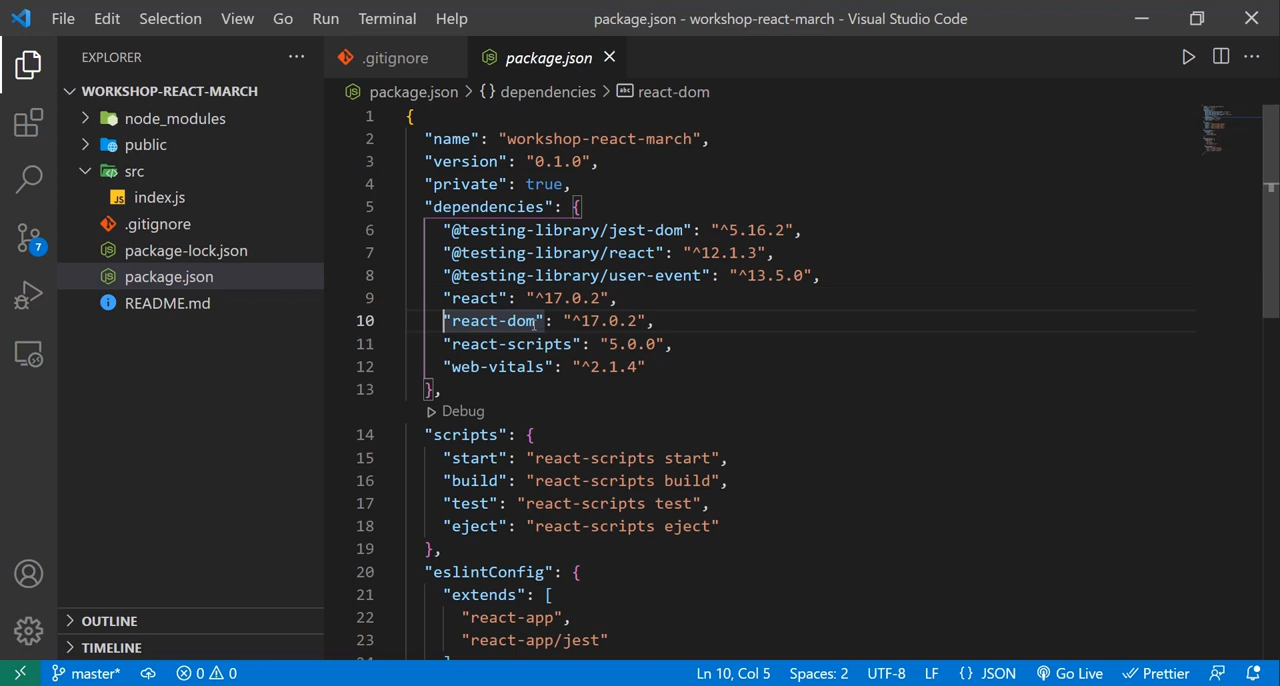 File Edit Selection View Go Run Terminal Help
package.json - workshop-react-march - Visual Studio Code
EXPLORER
WORKSHOP-REACT-MARCH
node_modules
public
src
JS index.js
.gitignore
package-lock.json
package.json
README.md
7
OUTLINE
TIMELINE
.gitignore
package.json
package.json > {} dependencies > abc react-dom
1 {
2 "name": "workshop-react-march",
3 "version": "0.1.0",
4 "private": true,
5 "dependencies": {
6 "@testing-library/jest-dom": "^5.16.2",
7 "@testing-library/react": "^12.1.3",
8 "@testing-library/user-event": "^13.5.0",
9 "react": "^17.0.2",
10 "react-dom": "^17.0.2",
11 "react-scripts": "5.0.0",
12 "web-vitals": "^2.1.4"
13 },
Debug
14 "scripts": {
15 "start": "react-scripts start",
16 "build": "react-scripts build",
17 "test": "react-scripts test",
18 "eject": "react-scripts eject"
19 },
20 "eslintConfig": {
21 "extends": [
22 "react-app",
23 "react-app/jest"
master* 0 0 Ln 10, Col 5 Spaces: 2 UTF-8 LF {} JSON Go Live Prettier